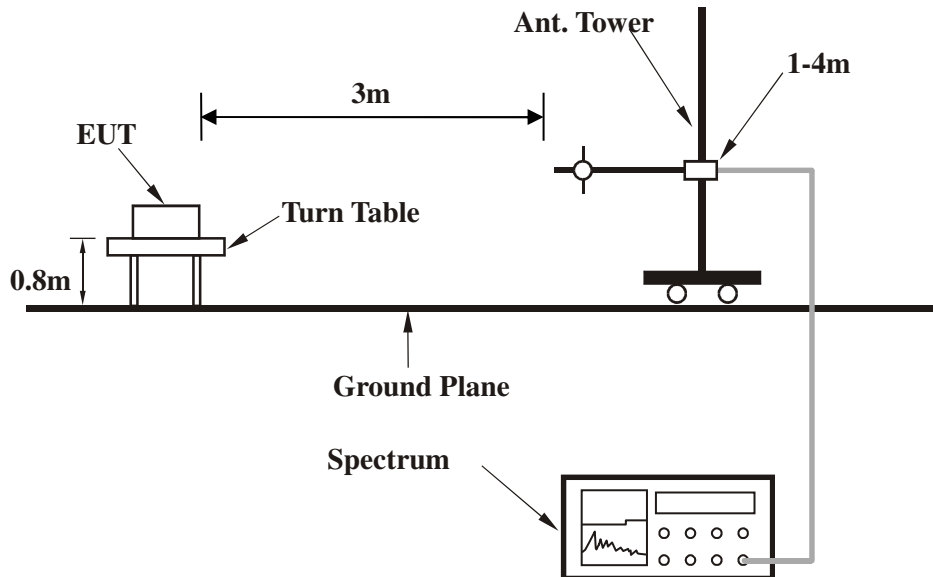 Ant. Tower
1-4m
3m
EUT
Turn Table
0.8m
Ground Plane
Spectrum